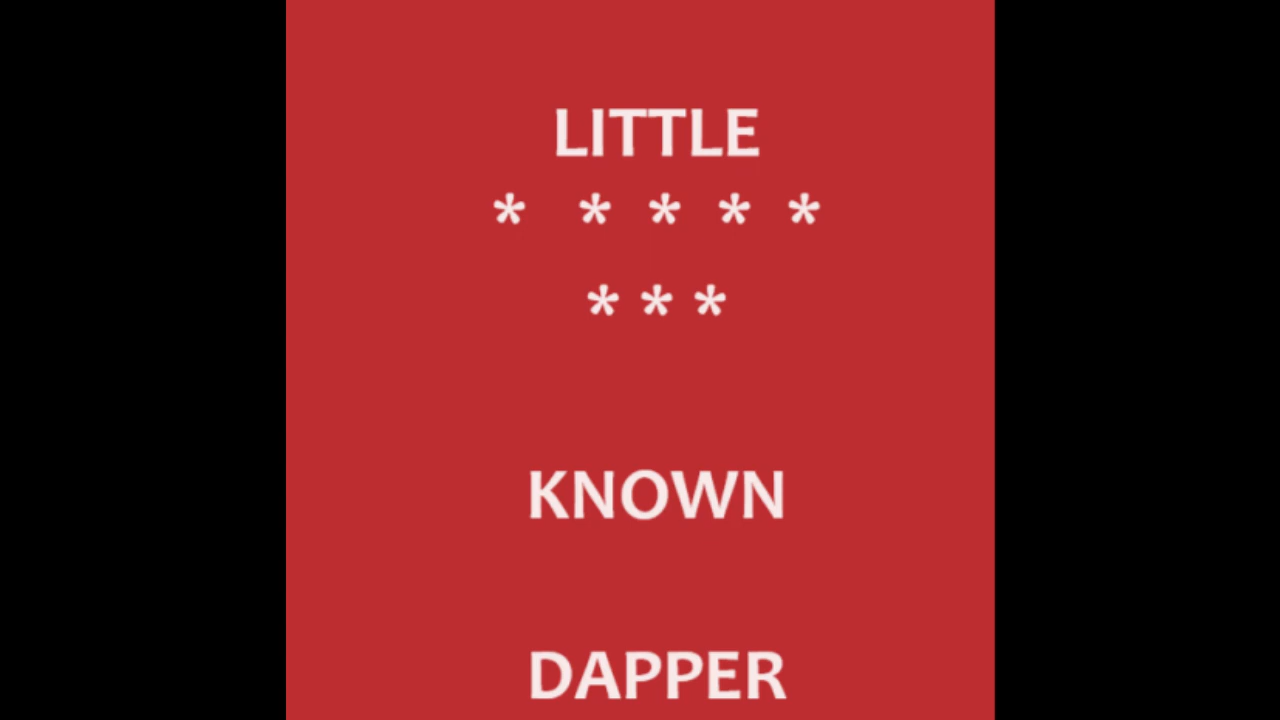 LITTLE
* * * * *
* * *
KNOWN
DAPPER